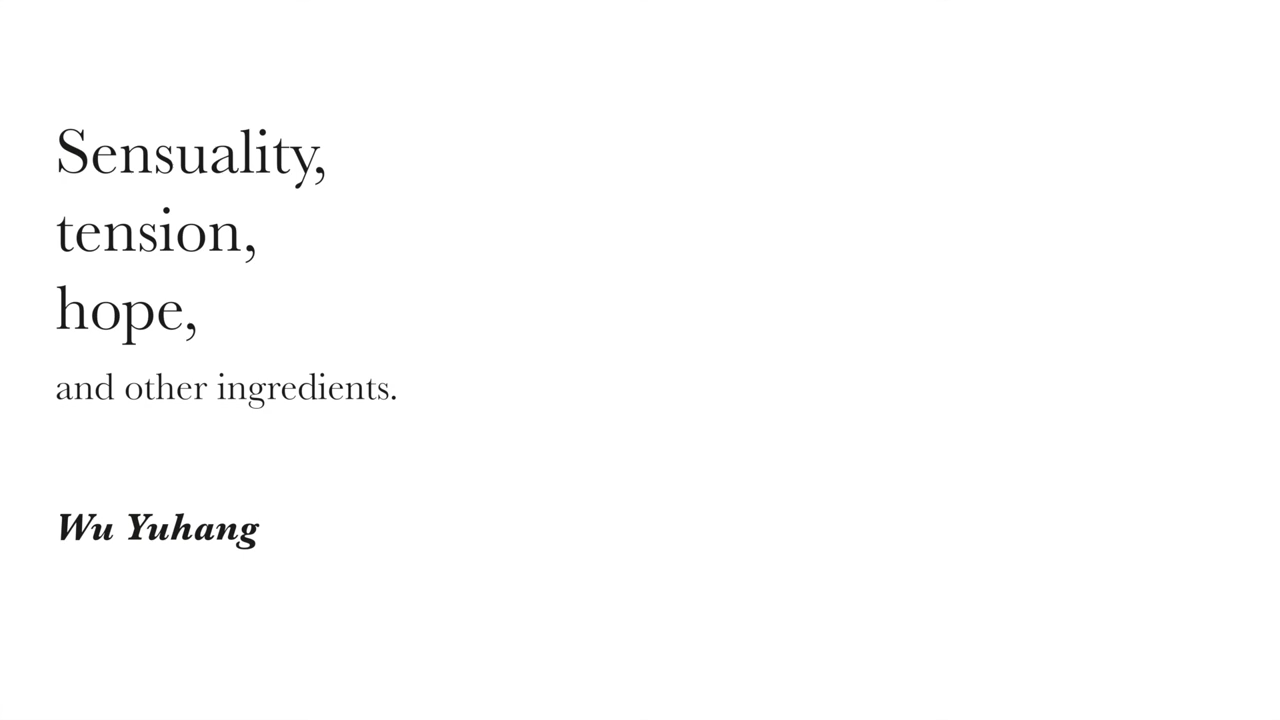 Sensuality,
tension,
hope,
and other ingredients.
Wu Yuhang